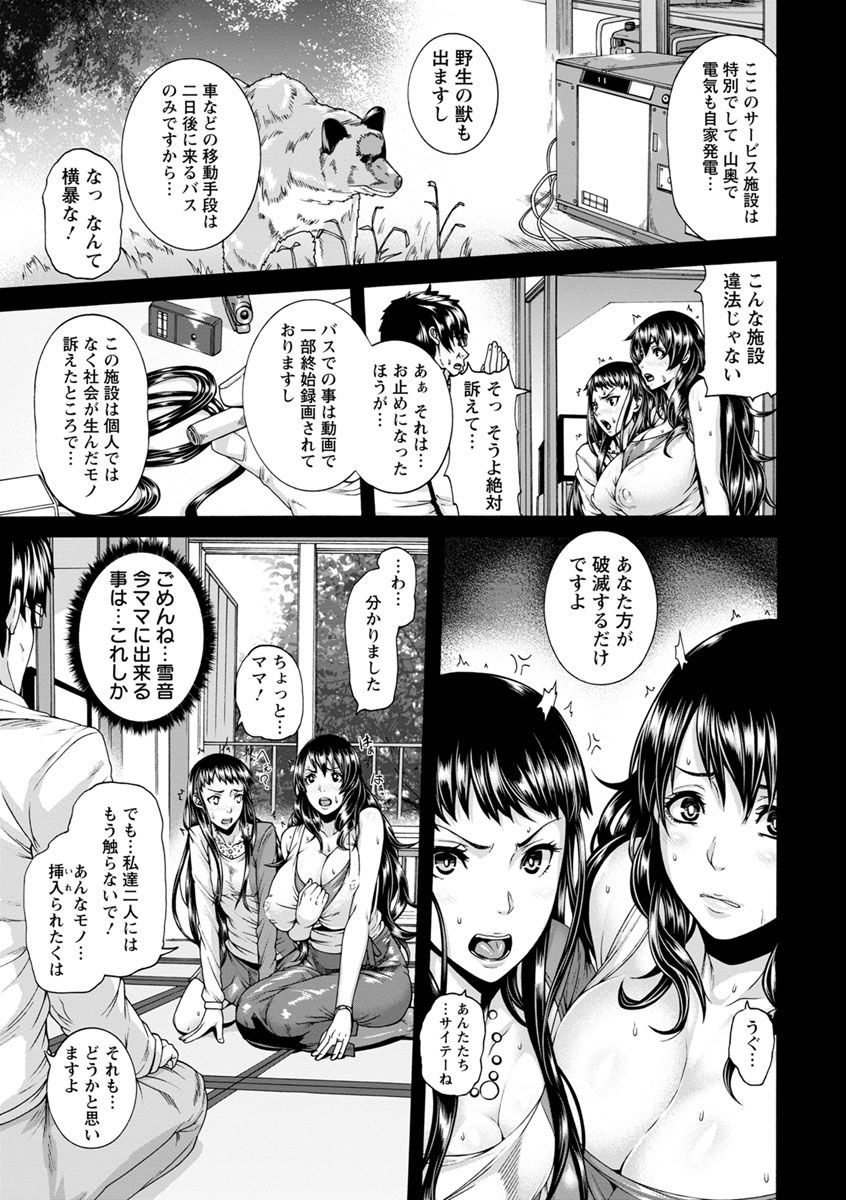 ここのサービス施設は
特別でして 山奥で
電気も自家発電…
野生の獣も
出ますし
車などの移動手段は
二日後に来るバス
のみですから…
なっ なんて
横暴な!
こんな施設
違法じゃない
そっ そうよ絶対
訴えて…
あぁ それは…
お止めになった
ほうが…
バスでの事は動画で
一部始終録画されて
おりますし
この施設は個人では
なく社会が生んだモノ
訴えたところで…
あなた方が
破滅するだけ
ですよ
うぐ…
あんたたち
…サイテーね
…わ…
分かりました
ちょっと…
ママ!
ごめんね…雪音
今ママに出来る
事は…これしか
でも…私達二人には
もう触らないで!
あんなモノ…
挿入られたくは
いれ
それも…
どうかと思い
ますよ